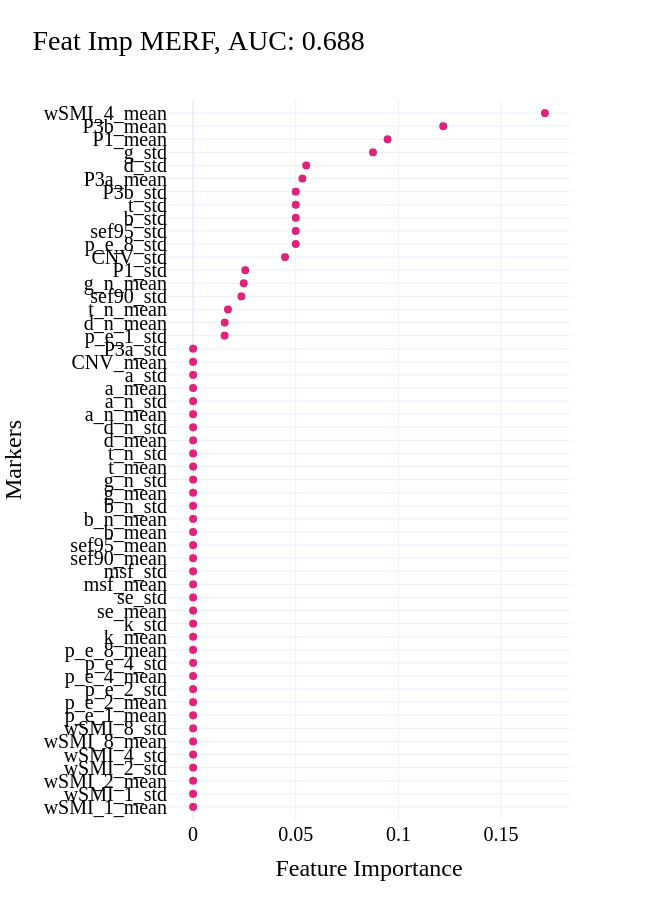 Feat Imp MERF, AUC: 0.688
wSMI_4_mean
P3b_mean
P1_mean
g_std
d_std
P3a_mean
P3b_std
t_std
b_std
sef95_std
p_e_8_std
CNV_std
P1_std
g_n_mean
sef90_std
t_n_mean
d_n_mean
p_e_1_std
P3a_std
CNV_mean
a_std
a_mean
a_n_std
a_n_mean
d_n_std
d_mean
t_n_std
t_mean
g_n_std
g_mean
b_n_std
b_n_mean
b_mean
sef95_mean
sef90_mean
msf_std
msf_mean
se_std
se_mean
k_std
k_mean
p_e_8_mean
p_e_4_std
p_e_4_mean
p_e_2_std
p_e_2_mean
p_e_1_mean
wSMI_8_std
wSMI_8_mean
wSMI_4_std
wSMI_2_std
wSMI_2_mean
wSMI_1_std
wSMI_1_mean
Markers
0 0.05 0.1 0.15
Feature Importance